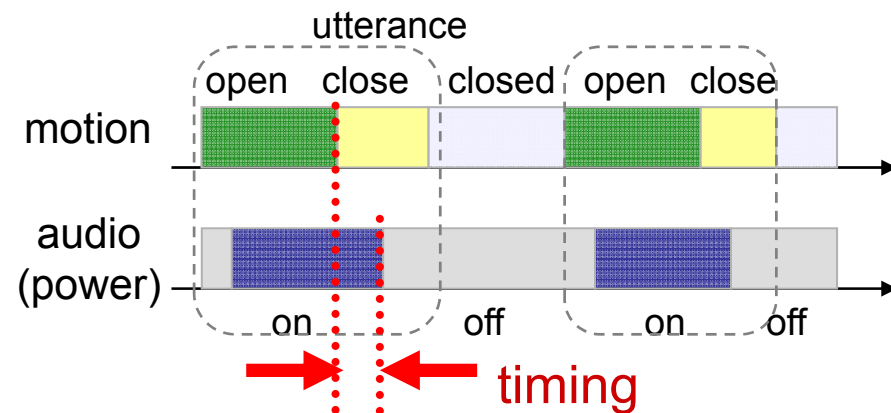 utterance
open close closed open close
motion
audio
(power)
on off on off
timing